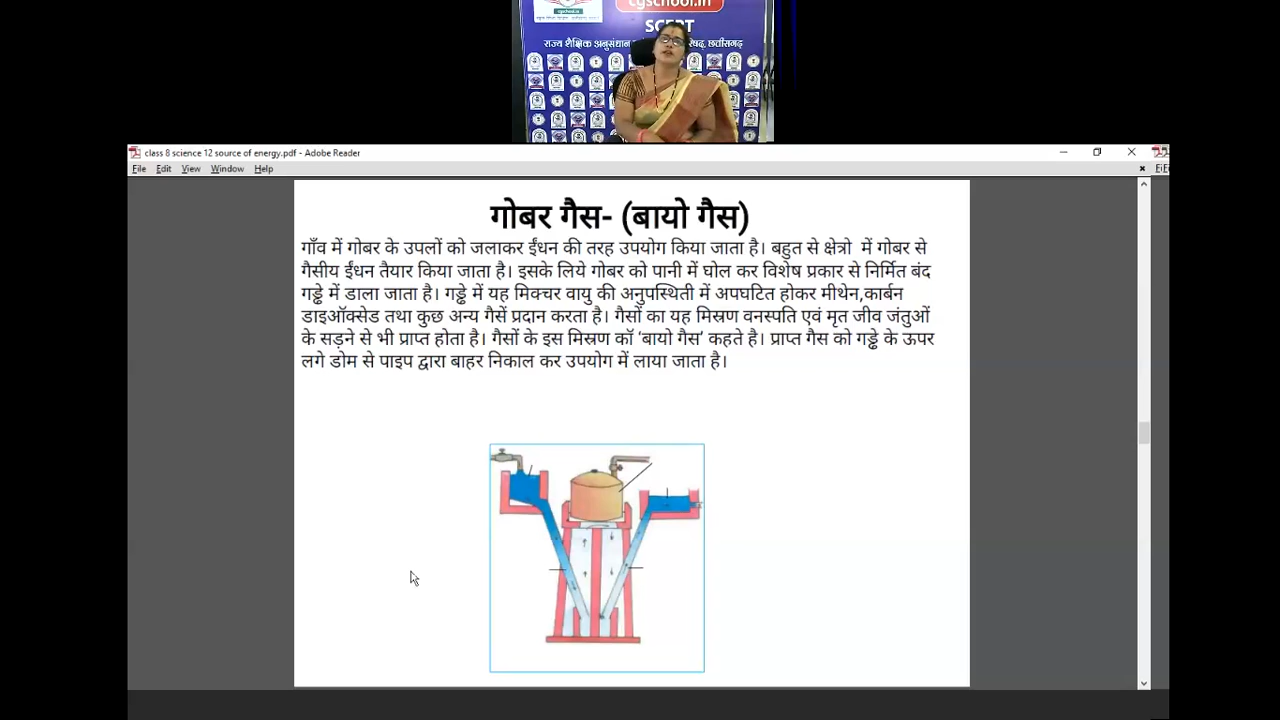 cgschool.in
SCERT
class 8 science 12 source of energy.pdf - Adobe Reader
File Edit View Window Help
गोबर गैस- (बायो गैस)
गाँव में गोबर के उपलों को जलाकर ईंधन की तरह उपयोग किया जाता है। बहुत से क्षेत्रो में गोबर से
गैसीय ईंधन तैयार किया जाता है। इसके लिये गोबर को पानी में घोल कर विशेष प्रकार से निर्मित बंद
गड्ढे में डाला जाता है। गड्ढे में यह मिक्चर वायु की अनुपस्थिती में अपघटित होकर मीथेन,कार्बन
डाइऑक्सेड तथा कुछ अन्य गैसें प्रदान करता है। गैसों का यह मिस्रण वनस्पति एवं मृत जीव जंतुओं
के सड़ने से भी प्राप्त होता है। गैसों के इस मिस्रण कॉ ‘बायो गैस’ कहते है। प्राप्त गैस को गड्ढे के ऊपर
लगे डोम से पाइप द्वारा बाहर निकाल कर उपयोग में लाया जाता है।